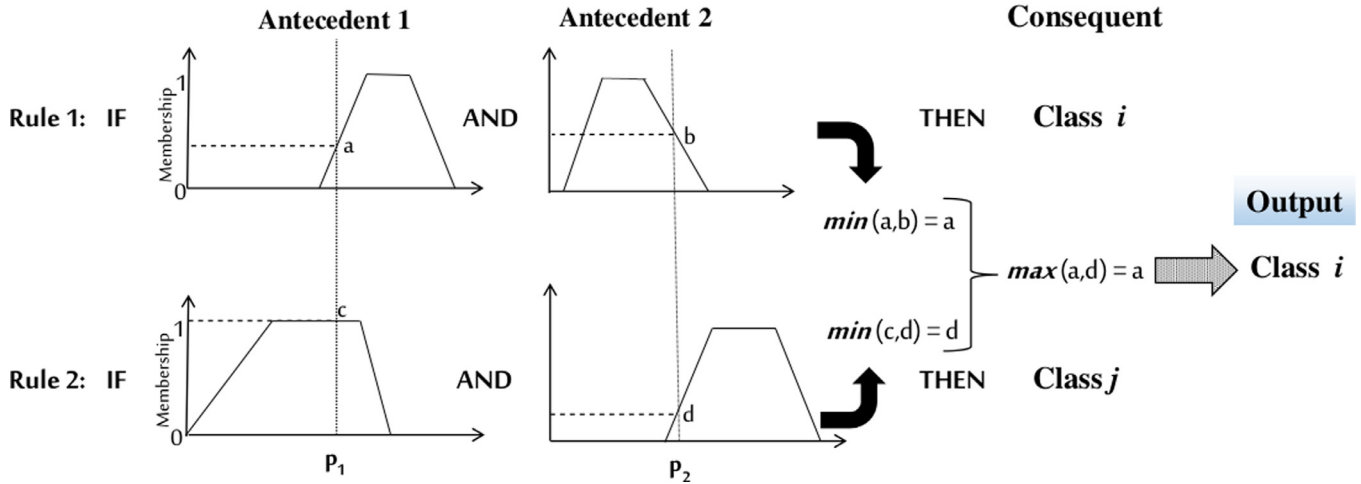 Antecedent 1
Antecedent 2
Consequent
Rule 1: IF
Membership
1
0
a
AND
b
THEN
Class i
min(a,b) = a
max(a,d) = a
Output
Class i
min(c,d) = d
Rule 2: IF
Membership
1
0
c
AND
d
THEN
Class j
p1
p2